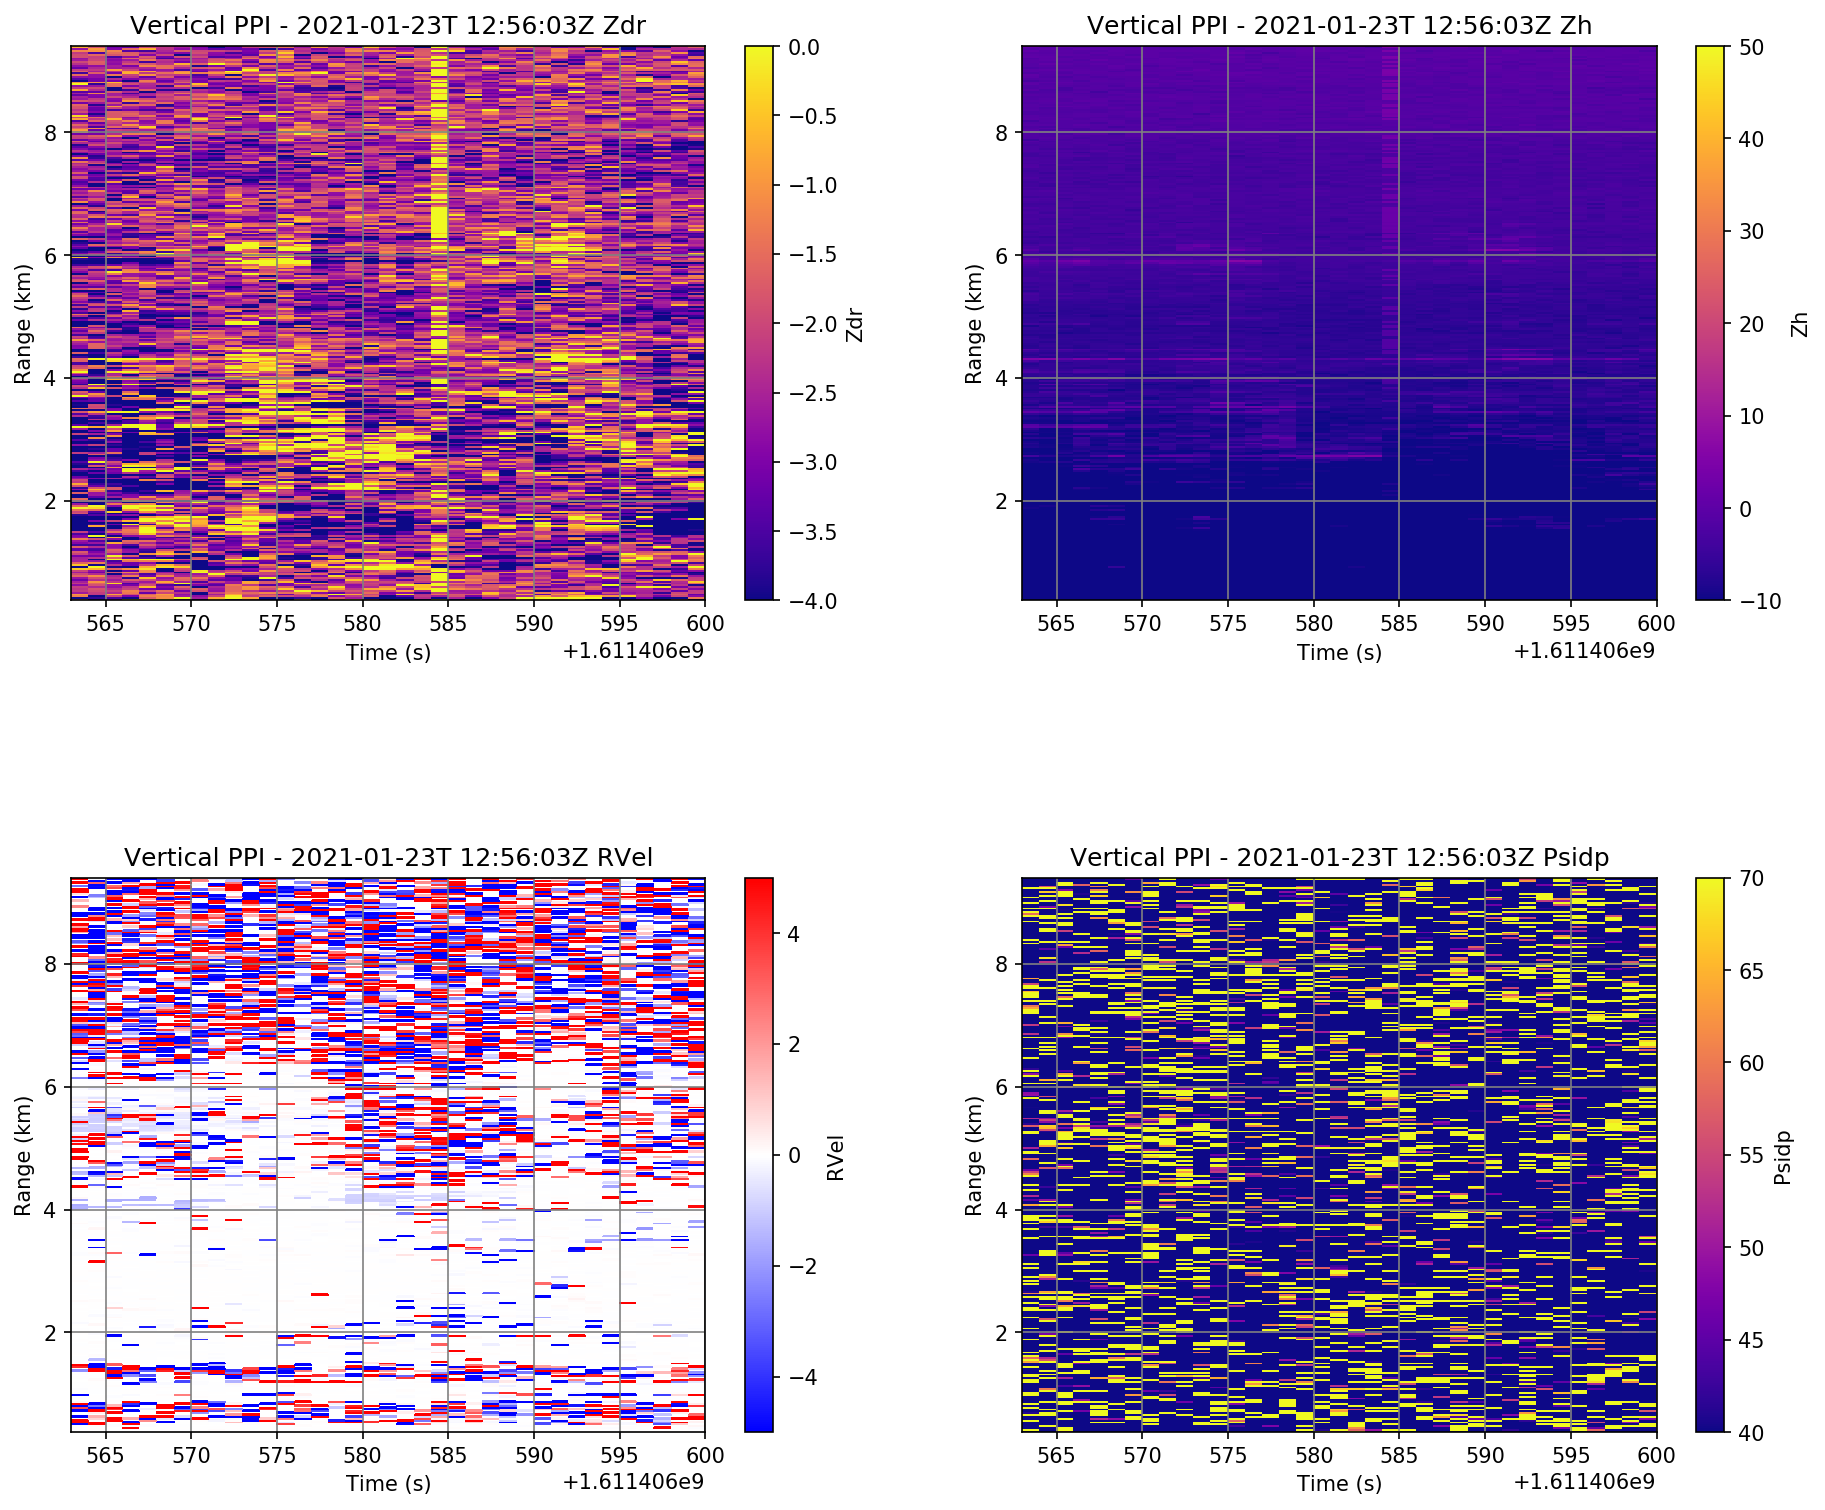 Vertical PPI - 2021-01-23T 12:56:03Z Zdr
8
6
4
2
Range (km)
565 570 575 580 585 590 595 600
Time (s)
+1.611406e9
0.0
−0.5
−1.0
−1.5
−2.0
−2.5
−3.0
−3.5
−4.0
Zdr
Vertical PPI - 2021-01-23T 12:56:03Z Zh
8
6
4
2
Range (km)
565 570 575 580 585 590 595 600
Time (s)
+1.611406e9
50
40
30
20
10
0
−10
Zh
Vertical PPI - 2021-01-23T 12:56:03Z RVel
8
6
4
2
Range (km)
565 570 575 580 585 590 595 600
Time (s)
+1.611406e9
4
2
0
−2
−4
RVel
Vertical PPI - 2021-01-23T 12:56:03Z Psidp
8
6
4
2
Range (km)
565 570 575 580 585 590 595 600
Time (s)
+1.611406e9
70
65
60
55
50
45
40
Psidp